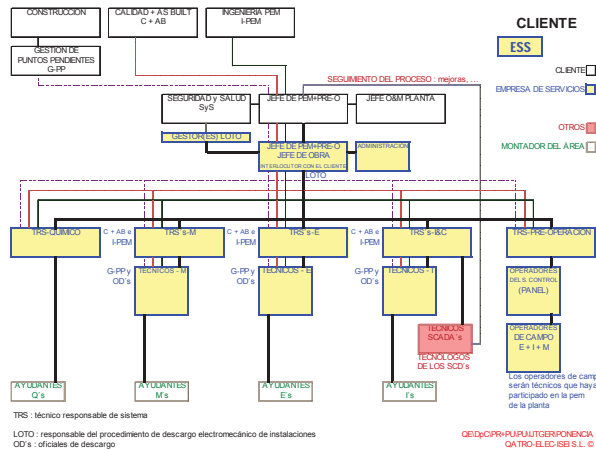 CONSTRUCCION
CALIDAD + AS BUILT
C + AB
INGENIERIA PEM
I-PEM
CLIENTE
ESS
GESTION DE
PUNTOS PENDIENTES
G-PP
CLIENTE
SEGUIMIENTO DEL PROCESO : mejoras, ...
EMPRESA DE SERVICIOS
SEGURIDAD y SALUD
SyS
JEFE DE PEM+PRE-O
JEFE O&M PLANTA
OTROS
GESTOR(ES) LOTO
JEFE DE PEM+PRE-O
JEFE DE OBRA
INTERLOCUTOR CON EL CLIENTE
LOTO
ADMINISTRACION
MONTADOR DEL ÁREA
TRS-QUIMICO
C + AB e
I-PEM
TRS´s-M
C + AB e
I-PEM
TRS´s-E
C + AB e
I-PEM
TRS´s-I&C
TRS-PRE-OPERACION
G-PP y
OD´s
TECNICOS - M
G-PP y
OD´s
TECNICOS - E
G-PP y
OD´s
TECNICOS - I
OPERADORES
DEL S. CONTROL
(PANEL)
TECNICOS
SCADA´s
TECNOLOGOS
DE LOS SCD's
OPERADORES
DE CAMPO
E + I + M
AYUDANTES
Q´s
AYUDANTES
M´s
AYUDANTES
E´s
AYUDANTES
I´s
Los operadores de camp
serán técnicos que haya
participado en la pem
de la planta
TRS : técnico responsable de sistema
LOTO : responsable del procedimiento de descargo electromecánico de instalaciones
OD´s : oficiales de descargo
QATRO-ELEC-ISEI S.L. ©